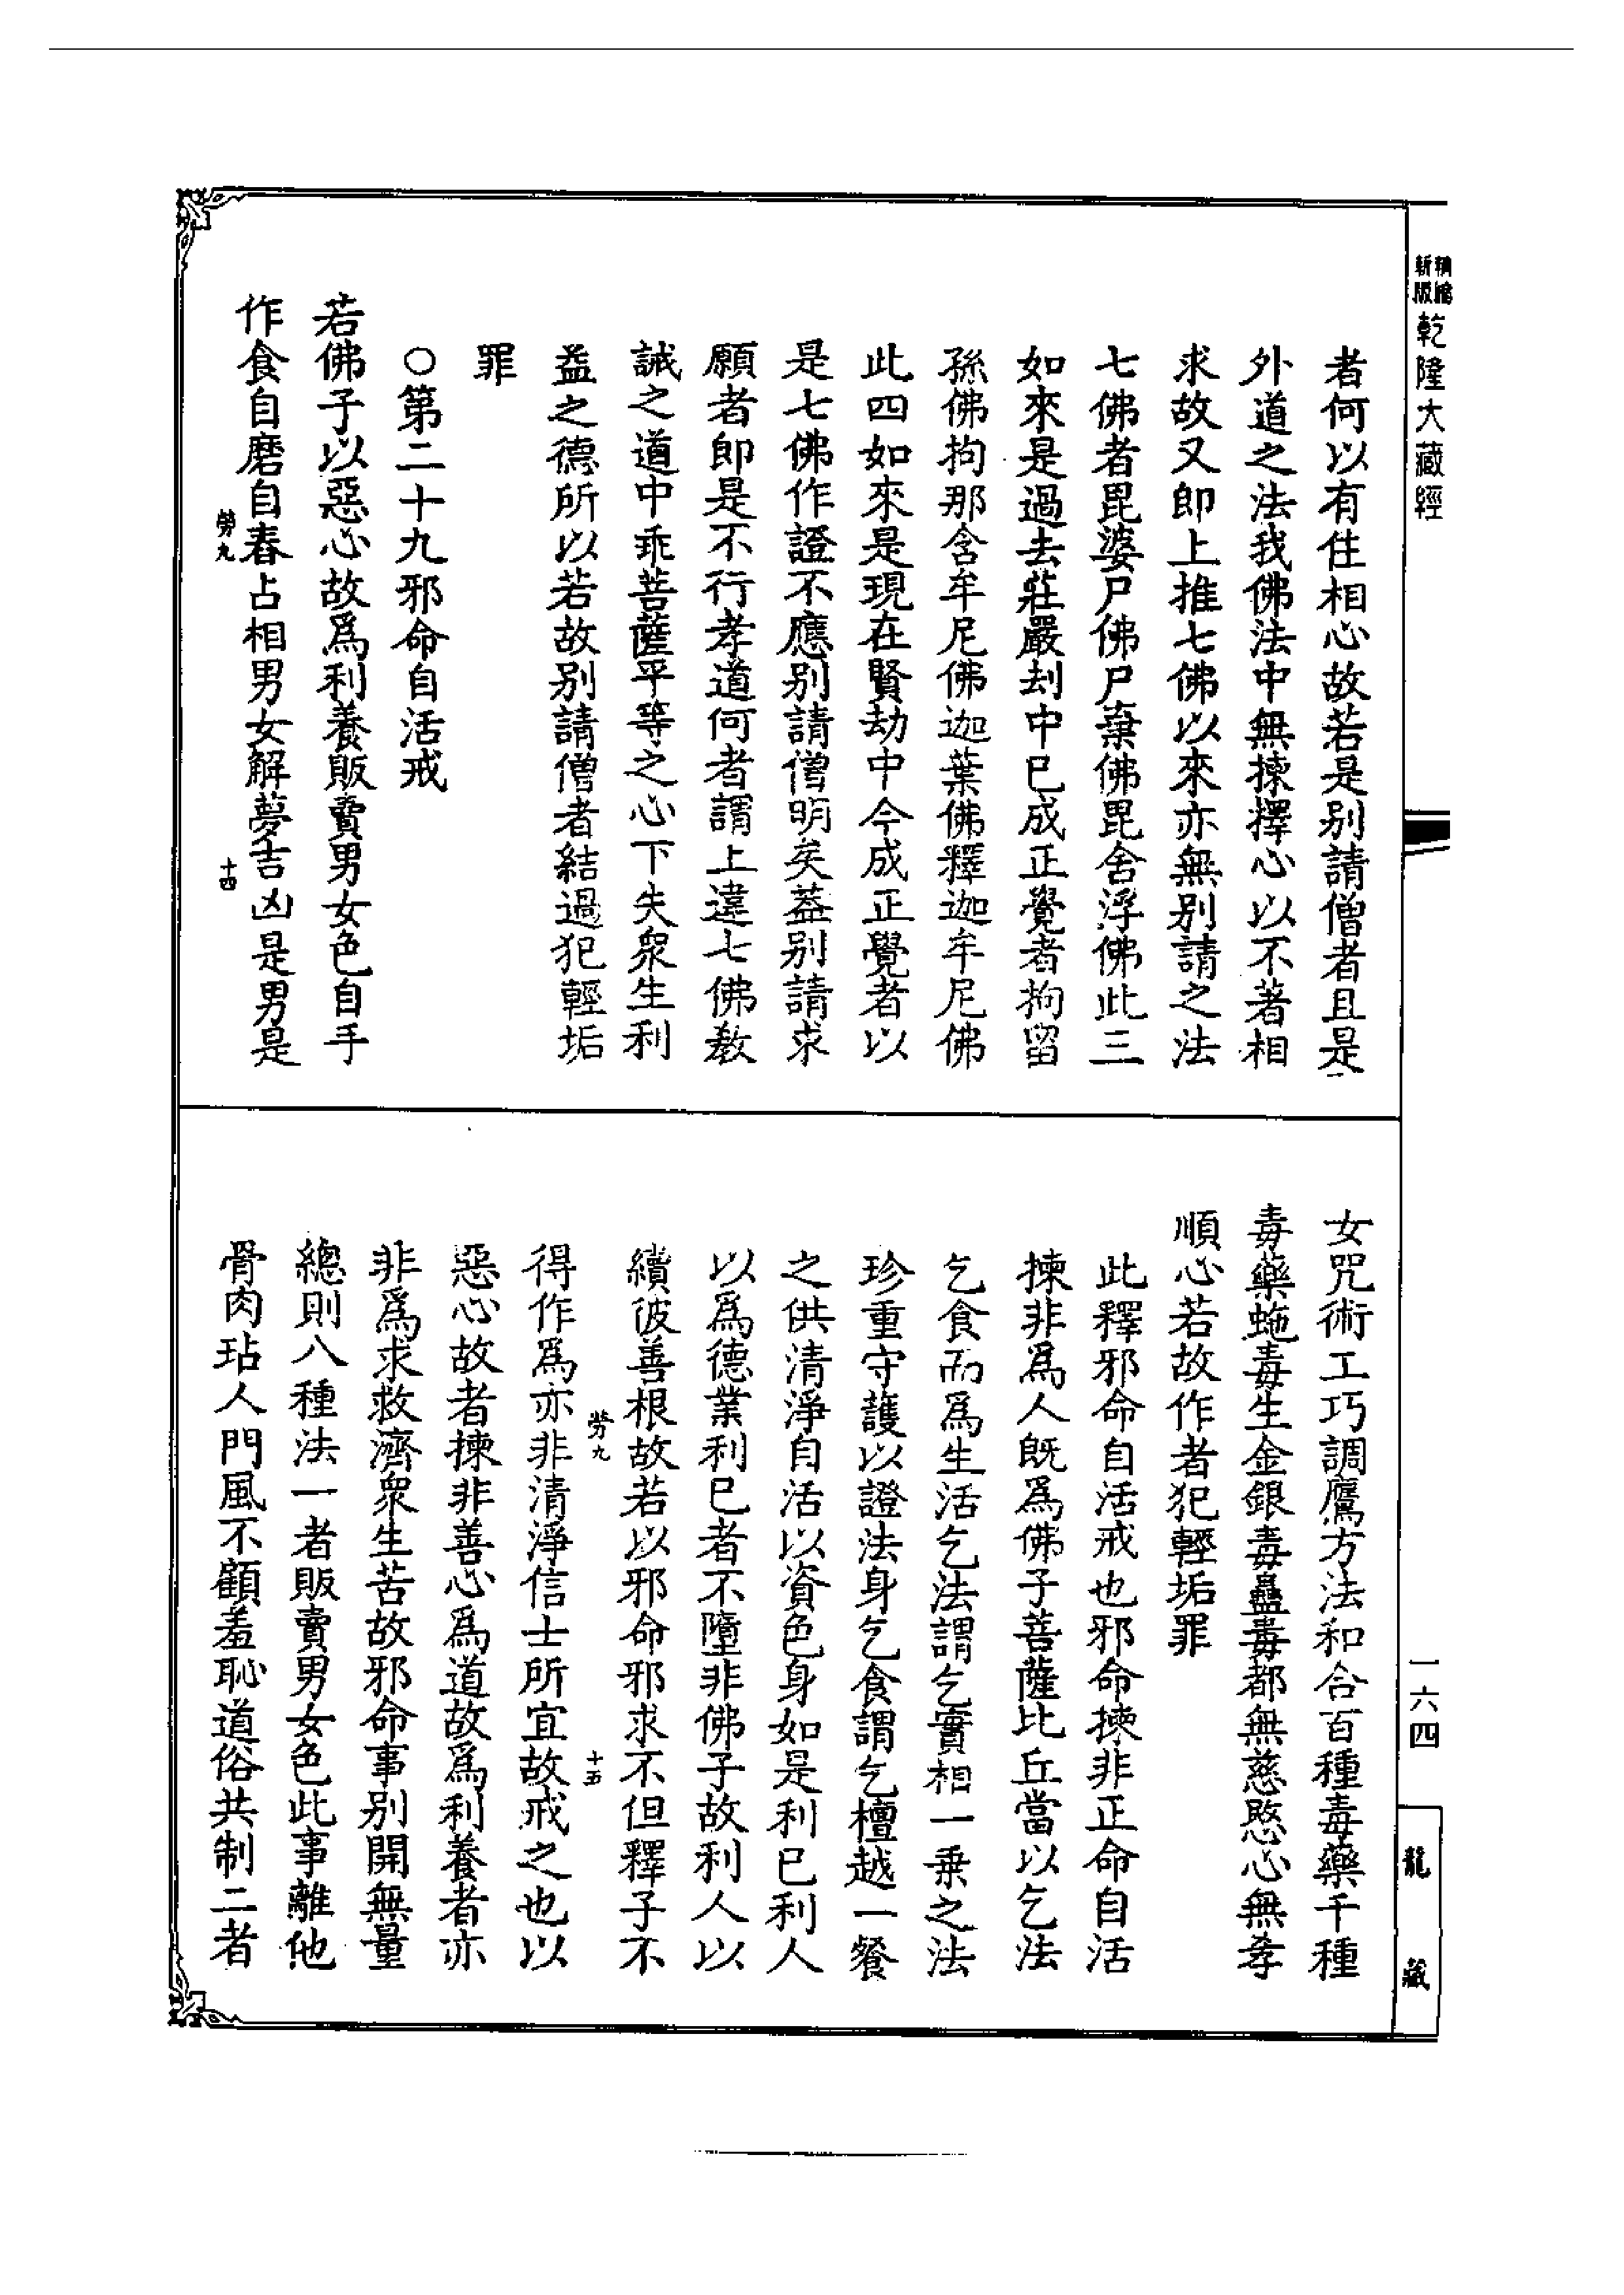 乾隆大藏經
者何以有住相心故若是别請僧者且是
外道之法我佛法中無揀擇心以不著相
求故又即上推七佛以來亦無别請之法
七佛者毘婆尸佛尸棄佛毘舍浮佛此三
如來是過去莊嚴刦中已成正覺者拘留
孫佛拘那含牟尼佛迦葉佛釋迦牟尼佛
此四如來是現在賢劫中今成正覺者以
是七佛作證不應别請僧明矣葢别請求
願者即是不行孝道何者謂上違七佛教
誡之道中乖菩薩平等之心下失衆生利
益之德所以若故别請僧者結過犯輕垢
罪
○第二十九邪命自活戒
若佛子以惡心故爲利養販賣男女色自手
作食自磨自舂占相男女解夢吉凶是男是
勞九
十四
女咒術工巧調鷹方法和合百種毒藥千種
毒藥蛇毒生金銀毒蠱毒都無慈愍心無孝
順心若故作者犯輕垢罪
此釋邪命自活戒也邪命揀非正命自活
揀非爲人既爲佛子菩薩比丘當以乞法
乞食而爲生活乞法謂乞實相一乗之法
珍重守護以證法身乞食謂乞檀越一餐
之供清淨自活以資色身如是利已利人
以爲德業利已者不墮非佛子故利人以
續彼善根故若以邪命邪求不但釋子不
勞九
十五
得作爲亦非清淨信士所宜故戒之也以
惡心故者揀非善心爲道故爲利養者亦
非爲求救濟衆生苦故邪命事别開無量
總則八種法一者販賣男女色此事離他
骨肉玷人門風不顧羞恥道俗共制二者
一六四
龍藏